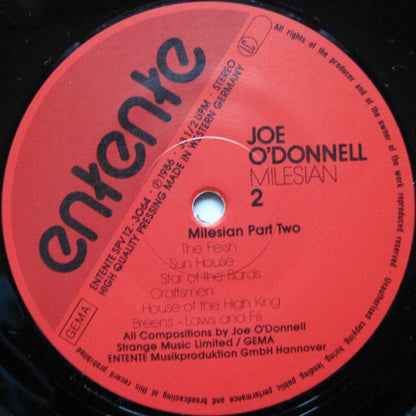 entente
ENTENTE SPV 12-3064 · ℗ 1986 · 33 1/2 UPM · STEREO
HIGH QUALITY PRESSING MADE IN WESTERN GERMANY
LC
JOE
O'DONNELL
MILESIAN
2
Milesian Part Two
The Feish
Sun House
Star of the Bards
Craftsmen
House of the High King
Breens - Laws and Fili
All Compositions by Joe O'Donnell
Strange Music Limited / GEMA
ENTENTE Musikproduktion GmbH Hannover
GEMA
All rights of the producer and of the owner of the work reproduced reserved · Unauthorized copying, hiring, lending, public performance and broadcasting of this record prohibited